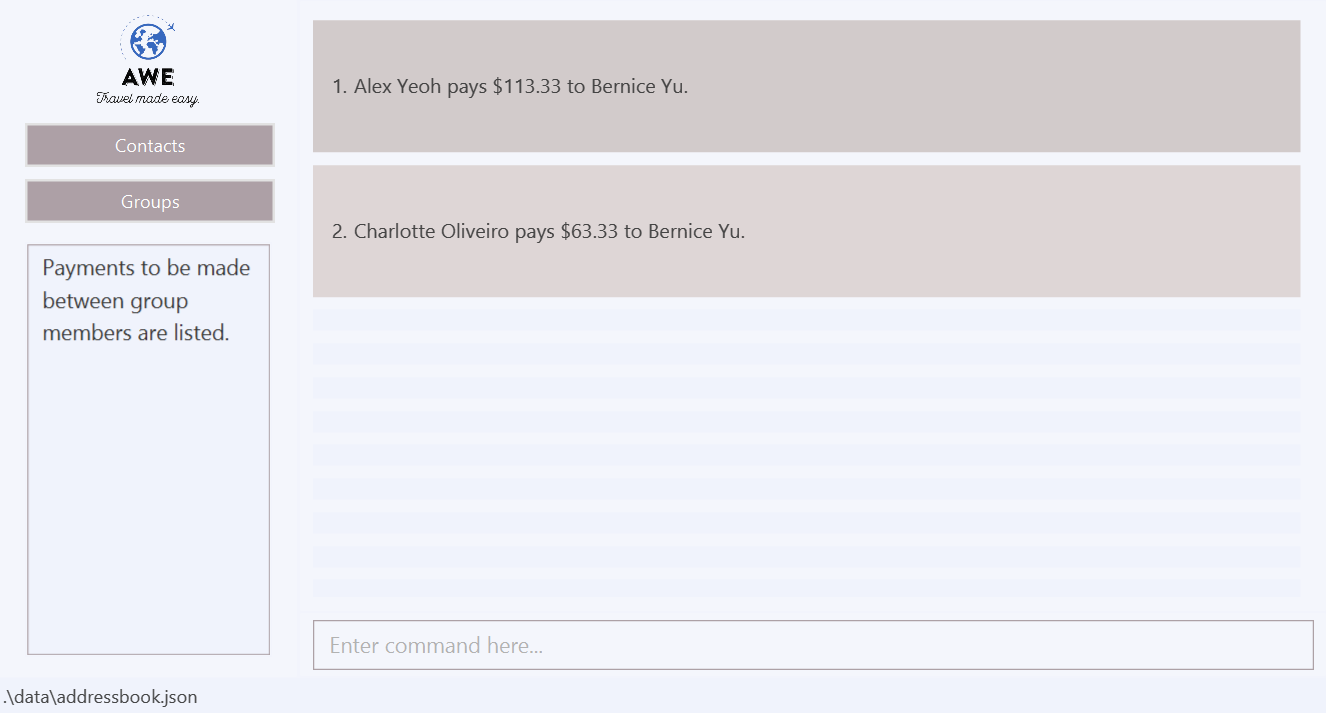 AWE
Travel made easy.
Contacts
Groups
Payments to be made
between group
members are listed.
1. Alex Yeoh pays $113.33 to Bernice Yu.
2. Charlotte Oliveiro pays $63.33 to Bernice Yu.
Enter command here...
.\data\addressbook.json